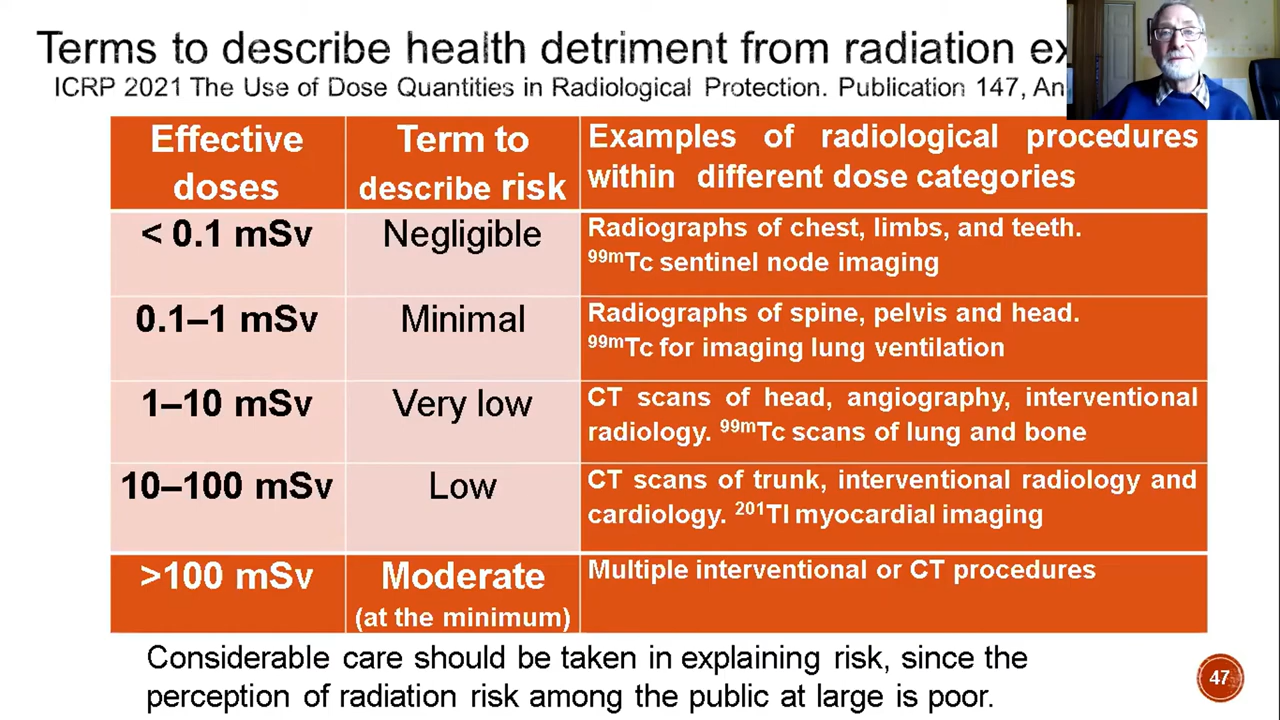 Terms to describe health detriment from radiation
ICRP 2021 The Use of Dose Quantities in Radiological Protection. Publication 147,
Effective doses
Term to describe risk
Examples of radiological procedures
within different dose categories
< 0.1 mSv
Negligible
Radiographs of chest, limbs, and teeth.
99mTc sentinel node imaging
0.1–1 mSv
Minimal
Radiographs of spine, pelvis and head.
99mTc for imaging lung ventilation
1–10 mSv
Very low
CT scans of head, angiography, interventional
radiology. 99mTc scans of lung and bone
10–100 mSv
Low
CT scans of trunk, interventional radiology and
cardiology. 201Tl myocardial imaging
>100 mSv
Moderate
(at the minimum)
Multiple interventional or CT procedures
Considerable care should be taken in explaining risk, since the
perception of radiation risk among the public at large is poor.
47